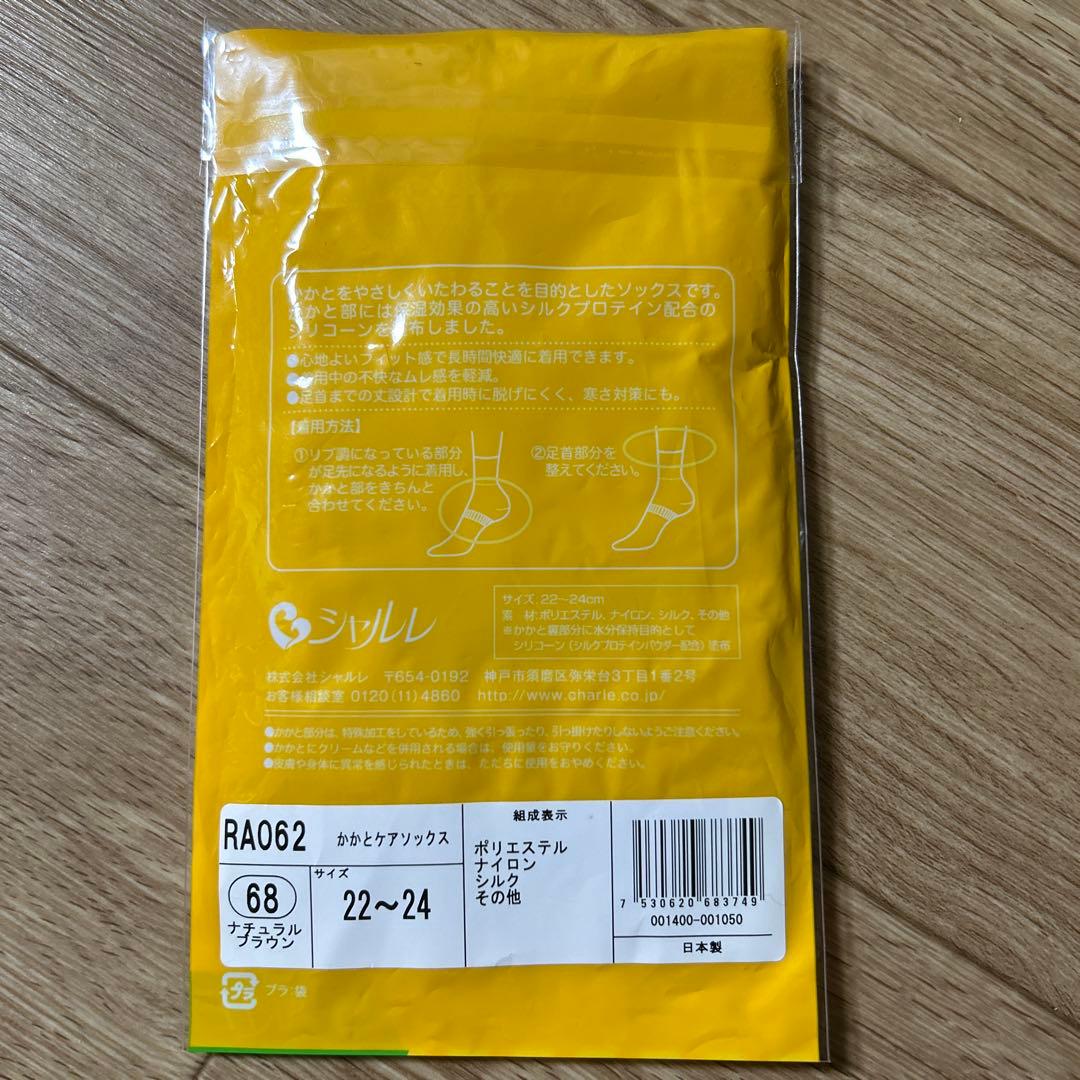 かかとをやさしくいたわることを目的としたソックスです。
かかと部には保湿効果の高いシルクプロテイン配合の
シリコーンを塗布しました。
●心地よいフィット感で長時間快適に着用できます。
●着用中の不快なムレ感を軽減。
●足首までの丈設計で着用時に脱げにくく、寒さ対策にも。
【着用方法】
①リブ調になっている部分
が足先になるように着用し、
かかと部をきちんと
合わせてください。
②足首部分を
整えてください。
シャルレ
サイズ：22〜24cm
素 材：ポリエステル、ナイロン、シルク、その他
※かかと裏部分に水分保持目的として
シリコーン（シルクプロテインパウダー配合）塗布
株式会社シャルレ 〒654-0192 神戸市須磨区弥栄台3丁目1番2号
お客様相談室 0120(11)4860 http://www.charle.co.jp/
●かかと部分は、特殊加工をしているため、強く引っ張ったり、引っ掛けたりしないようご注意ください。
●かかとにクリームなどを併用される場合は、使用量をお守りください。
●皮膚や身体に異常を感じられたときは、ただちに使用をおやめください。
RA062 かかとケアソックス
68
ナチュラル
ブラウン
サイズ
22〜24
組成表示
ポリエステル
ナイロン
シルク
その他
7 530620 683749
001400-001050
日本製
プラ
プラ：袋